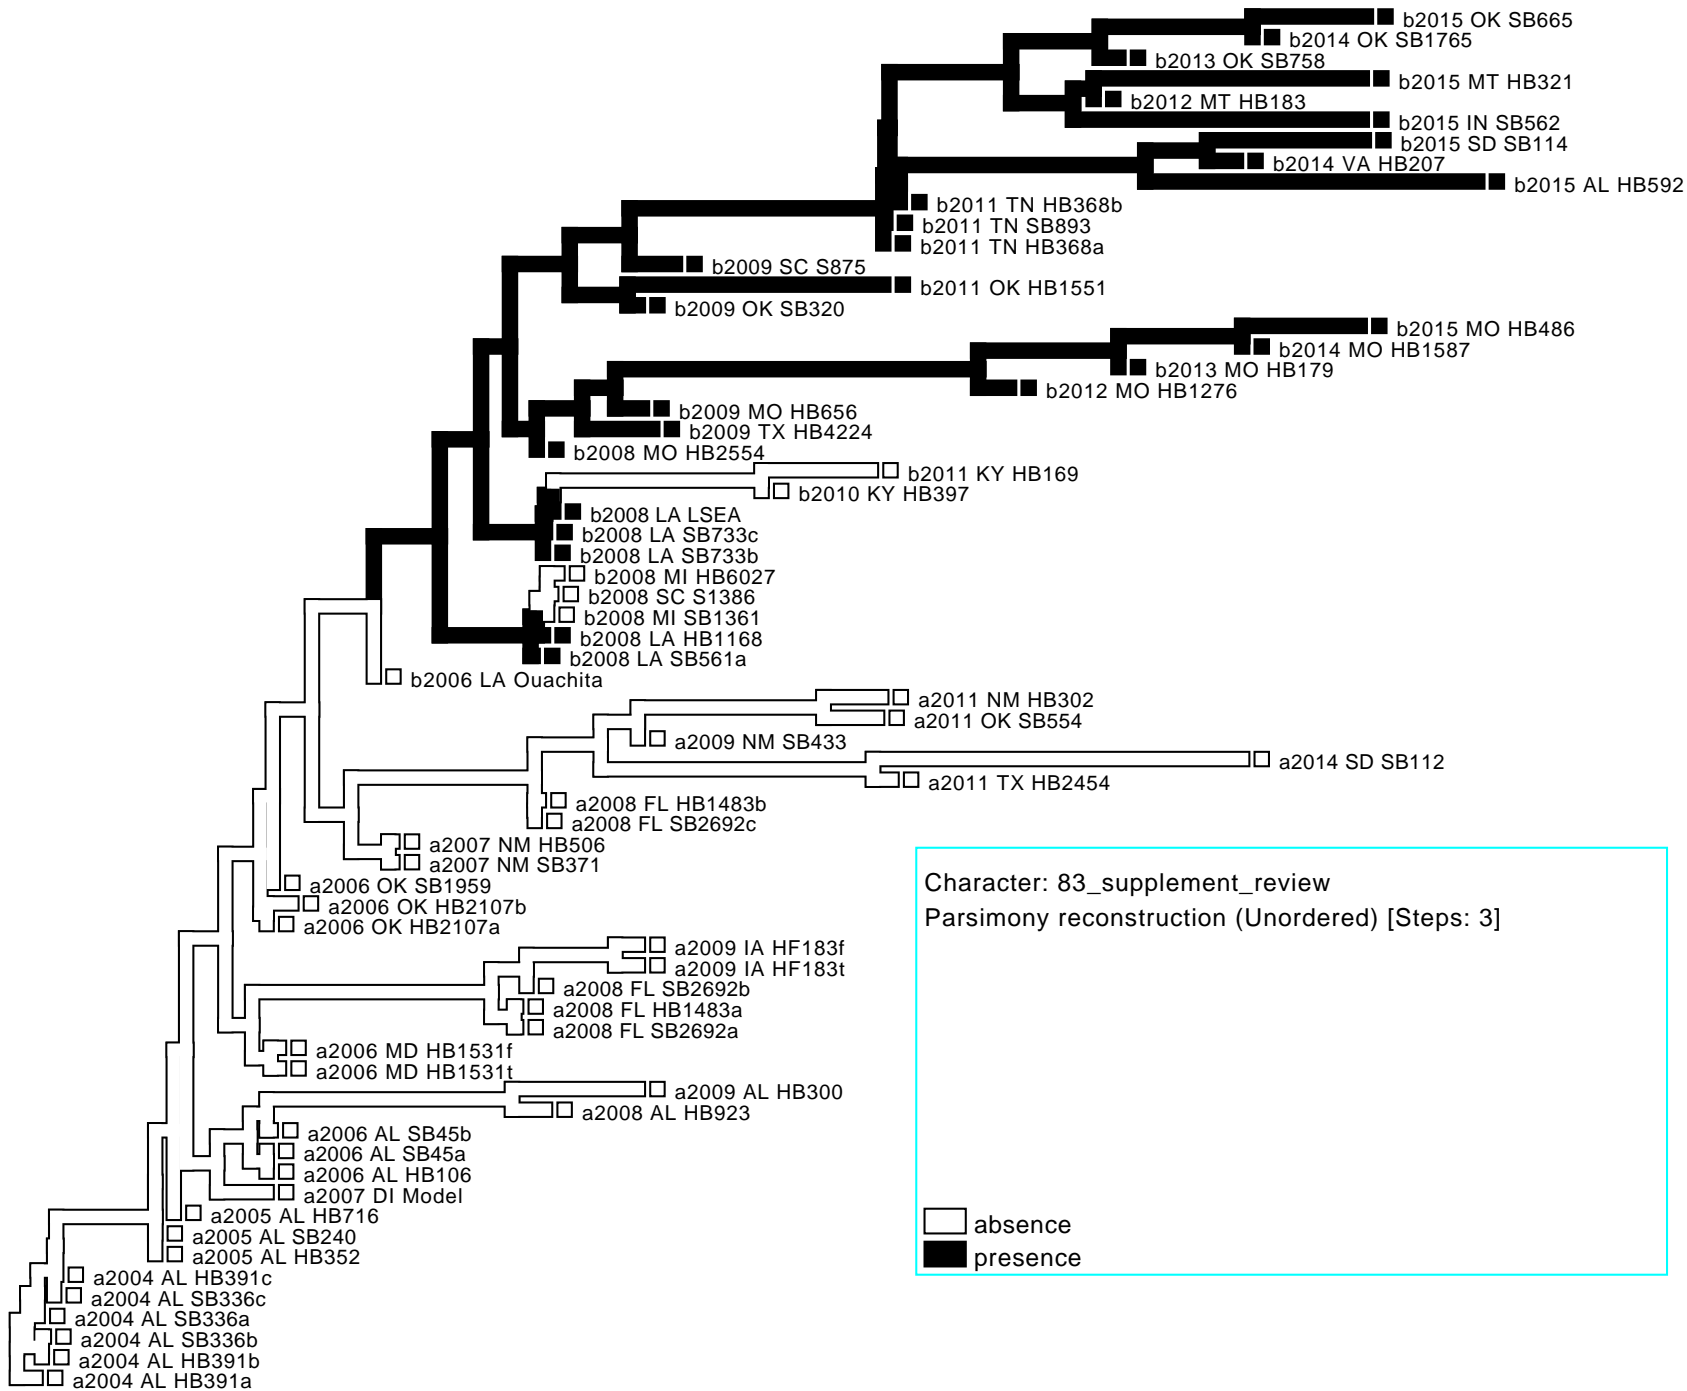 b2015 OK SB665
b2014 OK SB1765
b2013 OK SB758
b2015 MT HB321
b2012 MT HB183
b2015 IN SB562
b2015 SD SB114
b2014 VA HB207
b2015 AL HB592
b2011 TN HB368b
b2011 TN SB893
b2011 TN HB368a
b2009 SC S875
b2011 OK HB1551
b2009 OK SB320
b2015 MO HB486
b2014 MO HB1587
b2013 MO HB179
b2012 MO HB1276
b2009 MO HB656
b2009 TX HB4224
b2008 MO HB2554
b2011 KY HB169
b2010 KY HB397
b2008 LA LSEA
b2008 LA SB733c
b2008 LA SB733b
b2008 MI HB6027
b2008 SC S1386
b2008 MI SB1361
b2008 LA HB1168
b2008 LA SB561a
b2006 LA Ouachita
a2011 NM HB302
a2011 OK SB554
a2009 NM SB433
a2014 SD SB112
a2011 TX HB2454
a2008 FL HB1483b
a2008 FL SB2692c
a2007 NM HB506
a2007 NM SB371
a2006 OK SB1959
a2006 OK HB2107b
a2006 OK HB2107a
a2009 IA HF183f
a2009 IA HF183t
a2008 FL SB2692b
a2008 FL HB1483a
a2008 FL SB2692a
a2006 MD HB1531f
a2006 MD HB1531t
a2009 AL HB300
a2008 AL HB923
a2006 AL SB45b
a2006 AL SB45a
a2006 AL HB106
a2007 DI Model
a2005 AL HB716
a2005 AL SB240
a2005 AL HB352
a2004 AL HB391c
a2004 AL SB336c
a2004 AL SB336a
a2004 AL SB336b
a2004 AL HB391b
a2004 AL HB391a
Character: 83_supplement_review
Parsimony reconstruction (Unordered) [Steps: 3]
absence
presence